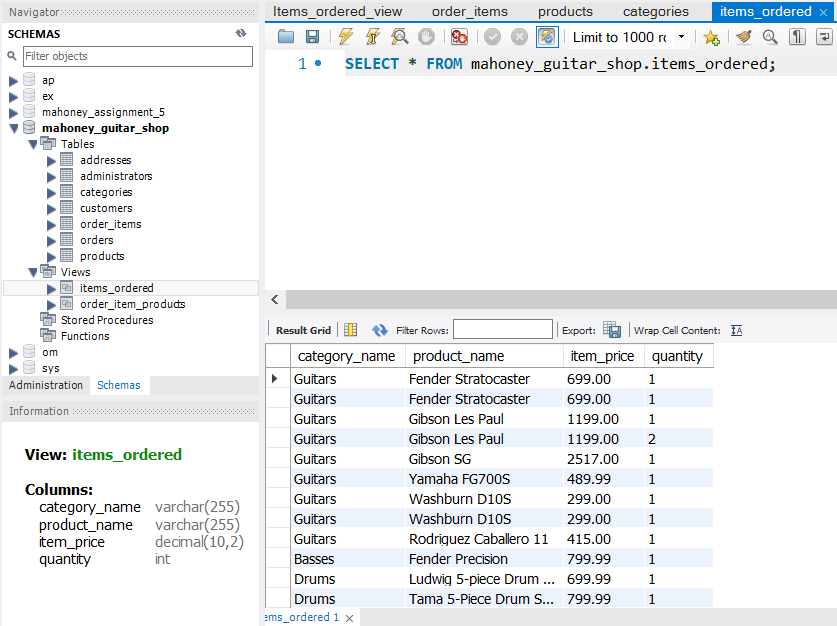 Navigator
SCHEMAS
Filter objects
ap
ex
mahoney_assignment_5
mahoney_guitar_shop
Tables
addresses
administrators
categories
customers
order_items
orders
products
Views
items_ordered
order_item_products
Stored Procedures
Functions
om
sys
Administration Schemas
Information
View: items_ordered
Columns:
category_name varchar(255)
product_name varchar(255)
item_price decimal(10,2)
quantity int
Items_ordered_view order_items products categories items_ordered
Limit to 1000 rc
1 SELECT * FROM mahoney_guitar_shop.items_ordered;
Result Grid Filter Rows: Export: Wrap Cell Content: IA
category_name product_name item_price quantity
Guitars Fender Stratocaster 699.00 1
Guitars Fender Stratocaster 699.00 1
Guitars Gibson Les Paul 1199.00 1
Guitars Gibson Les Paul 1199.00 2
Guitars Gibson SG 2517.00 1
Guitars Yamaha FG700S 489.99 1
Guitars Washburn D10S 299.00 1
Guitars Washburn D10S 299.00 1
Guitars Rodriguez Caballero 11 415.00 1
Basses Fender Precision 799.99 1
Drums Ludwig 5-piece Drum ... 699.99 1
Drums Tama 5-Piece Drum S... 799.99 1
ems_ordered 1